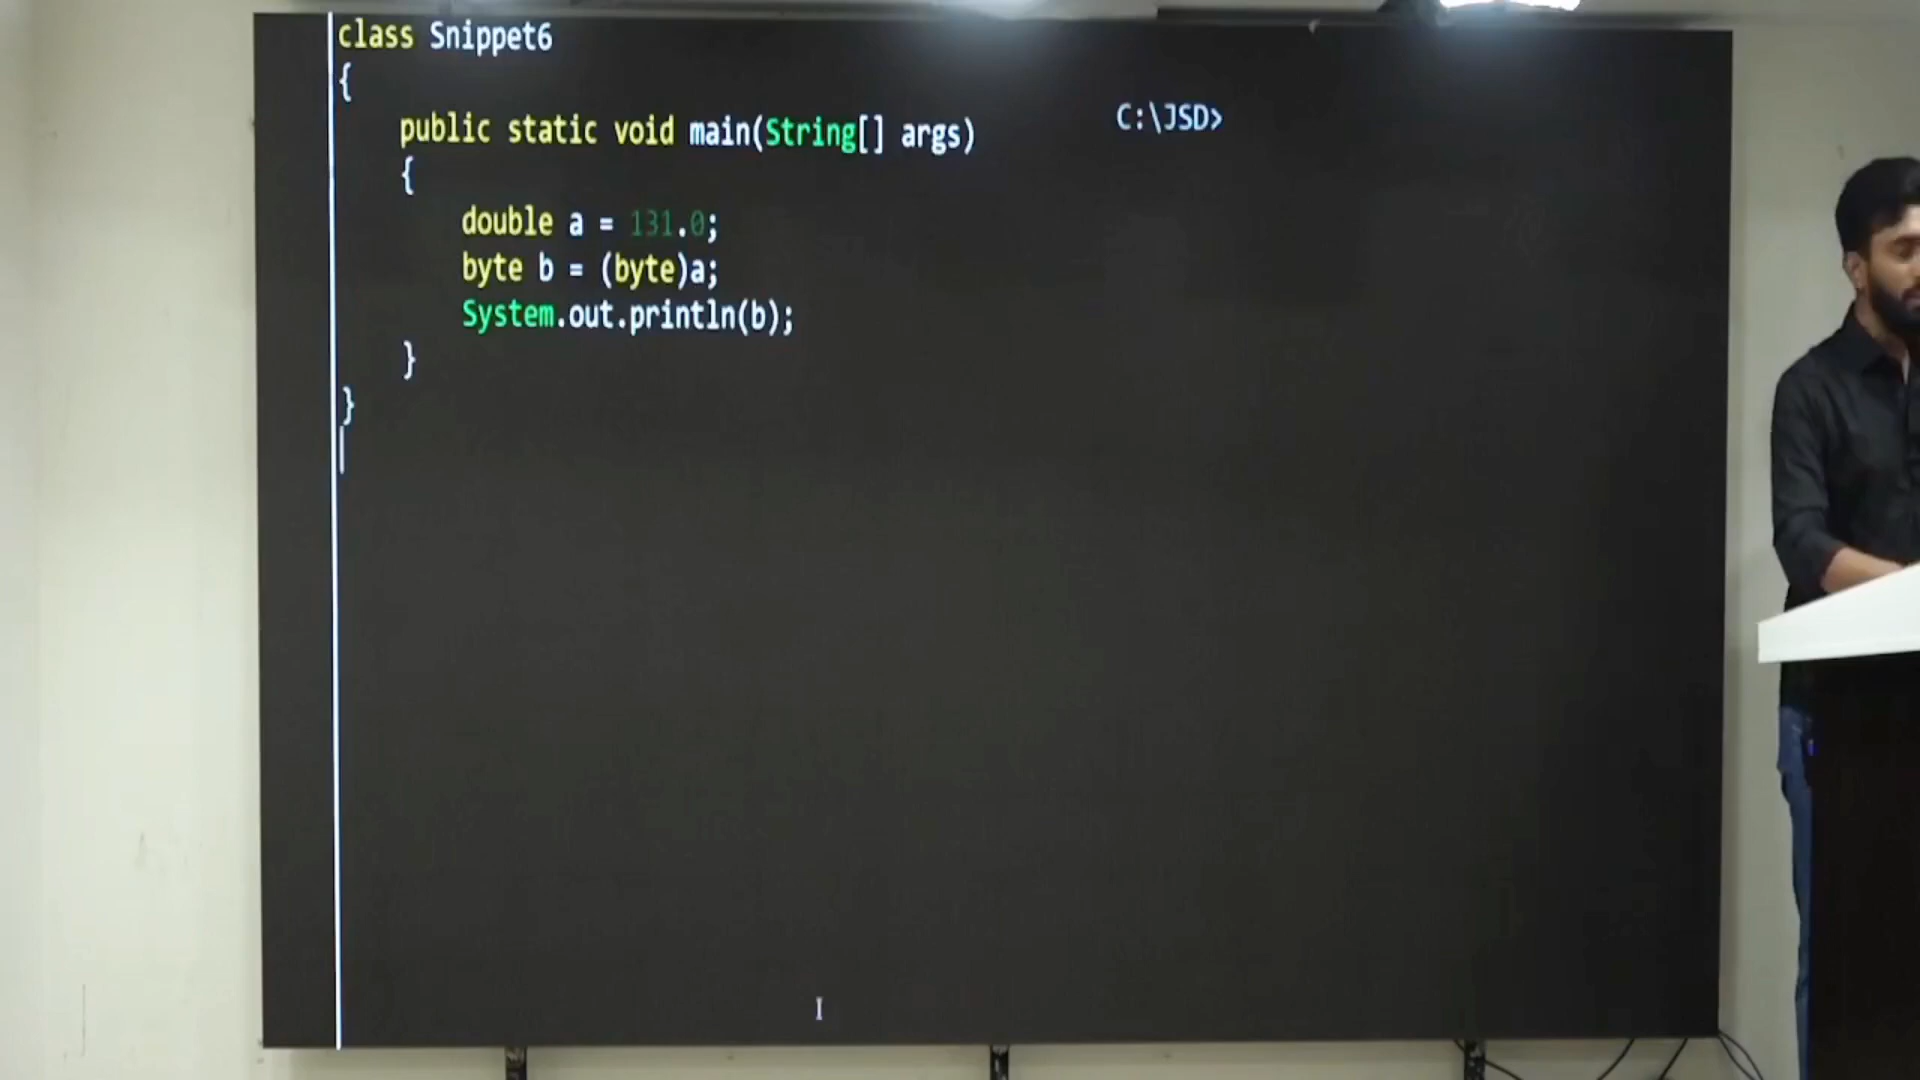 class Snippet6
{
public static void main(String[] args)
{
double a = 131.0;
byte b = (byte)a;
System.out.println(b);
}
}
C:\JSD>